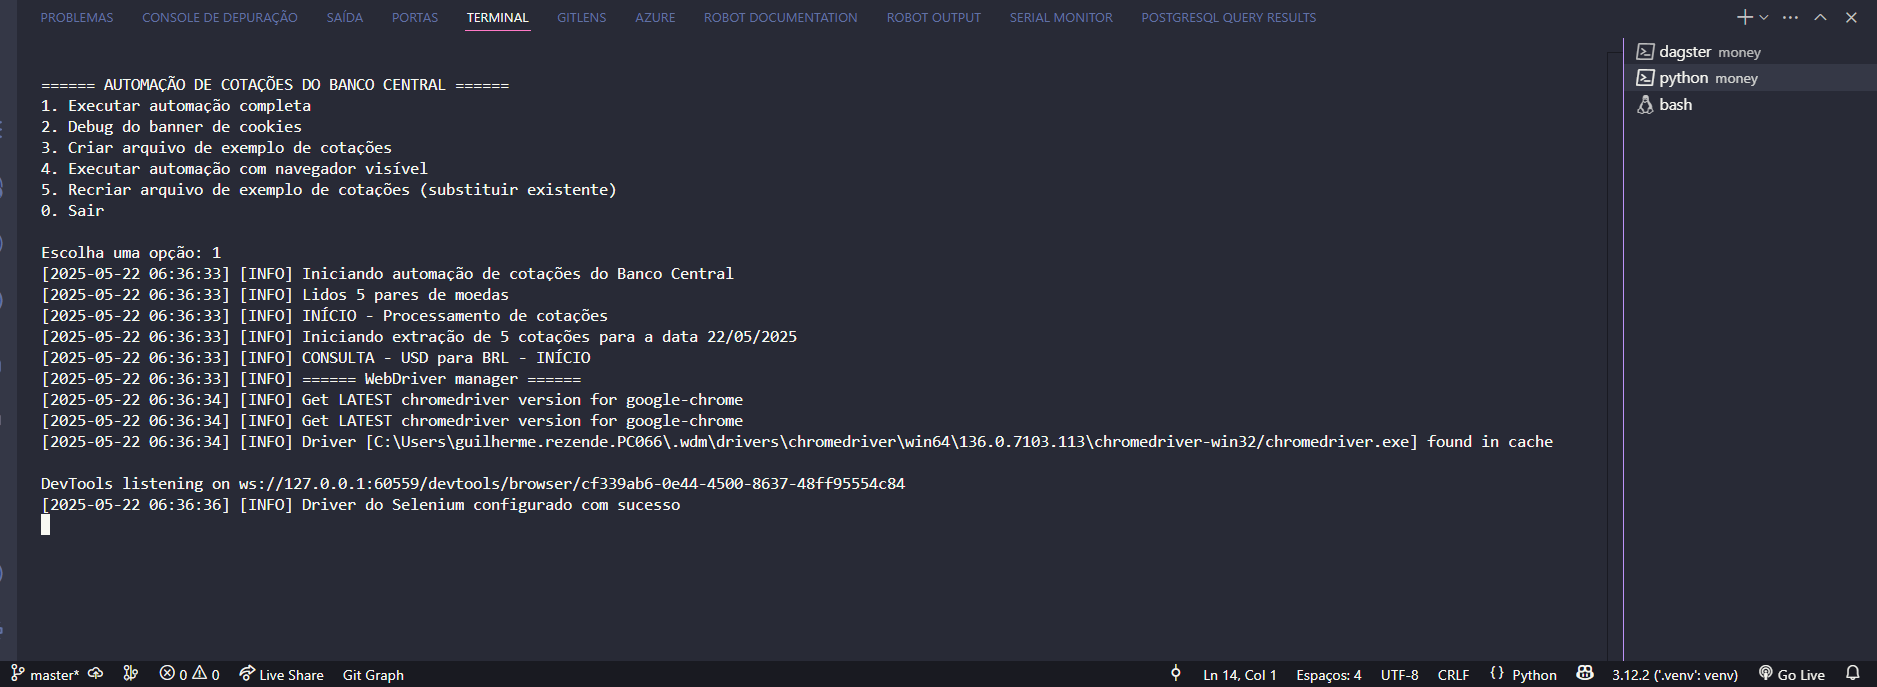 PROBLEMAS CONSOLE DE DEPURAÇÃO SAÍDA PORTAS TERMINAL GITLENS AZURE ROBOT DOCUMENTATION ROBOT OUTPUT SERIAL MONITOR POSTGRESQL QUERY RESULTS
dagster money
python money
bash
====== AUTOMAÇÃO DE COTAÇÕES DO BANCO CENTRAL ======
1. Executar automação completa
2. Debug do banner de cookies
3. Criar arquivo de exemplo de cotações
4. Executar automação com navegador visível
5. Recriar arquivo de exemplo de cotações (substituir existente)
0. Sair
Escolha uma opção: 1
[2025-05-22 06:36:33] [INFO] Iniciando automação de cotações do Banco Central
[2025-05-22 06:36:33] [INFO] Lidos 5 pares de moedas
[2025-05-22 06:36:33] [INFO] INÍCIO - Processamento de cotações
[2025-05-22 06:36:33] [INFO] Iniciando extração de 5 cotações para a data 22/05/2025
[2025-05-22 06:36:33] [INFO] CONSULTA - USD para BRL - INÍCIO
[2025-05-22 06:36:33] [INFO] ====== WebDriver manager ======
[2025-05-22 06:36:34] [INFO] Get LATEST chromedriver version for google-chrome
[2025-05-22 06:36:34] [INFO] Get LATEST chromedriver version for google-chrome
[2025-05-22 06:36:34] [INFO] Driver [C:\Users\guilherme.rezende.PC066\.wdm\drivers\chromedriver\win64\136.0.7103.113\chromedriver-win32/chromedriver.exe] found in cache
DevTools listening on ws://127.0.0.1:60559/devtools/browser/cf339ab6-0e44-4500-8637-48ff95554c84
[2025-05-22 06:36:36] [INFO] Driver do Selenium configurado com sucesso
master* 0 0 Live Share Git Graph Ln 14, Col 1 Espaços: 4 UTF-8 CRLF {} Python 3.12.2 ('.venv': venv) Go Live